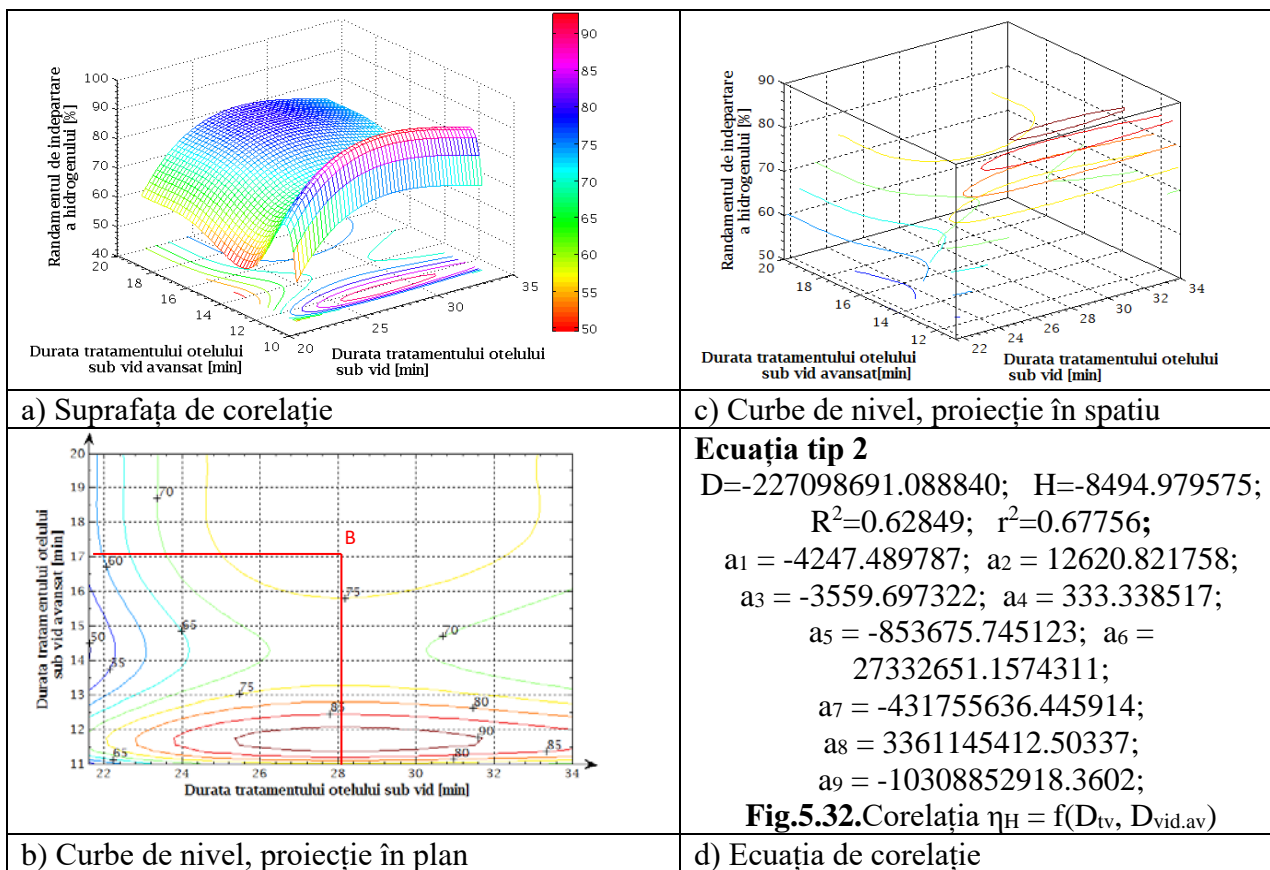 Randamentul de indepartare
a hidrogenului [%]
100
90
80
70
60
50
40
20
18
16
14
12
10
20
25
30
35
Durata tratamentului otelului
sub vid avansat [min]
Durata tratamentului otelului
sub vid [min]
90
85
80
75
70
65
60
55
50
a) Suprafața de corelație
Randamentul de indepartare
a hidrogenului [%]
90
80
70
60
50
20
18
16
14
12
22
24
26
28
30
32
34
Durata tratamentului otelului
sub vid avansat[min]
Durata tratamentului otelului
sub vid [min]
c) Curbe de nivel, proiecție în spatiu
Durata tratamentului otelului
sub vid avansat [min]
20
19
18
17
16
15
14
13
12
11
22
24
26
28
30
32
34
70
B
60
75
65
70
50
55
75
80
85
90
85
80
65
Durata tratamentului otelului sub vid [min]
b) Curbe de nivel, proiecție în plan
Ecuația tip 2
D=-227098691.088840; H=-8494.979575;
R²=0.62849; r²=0.67756;
a₁ = -4247.489787; a₂ = 12620.821758;
a₃ = -3559.697322; a₄ = 333.338517;
a₅ = -853675.745123; a₆ =
27332651.1574311;
a₇ = -431755636.445914;
a₈ = 3361145412.50337;
a₉ = -10308852918.3602;
Fig.5.32.Corelația η_H = f(D_tv, D_vid.av)
d) Ecuația de corelație